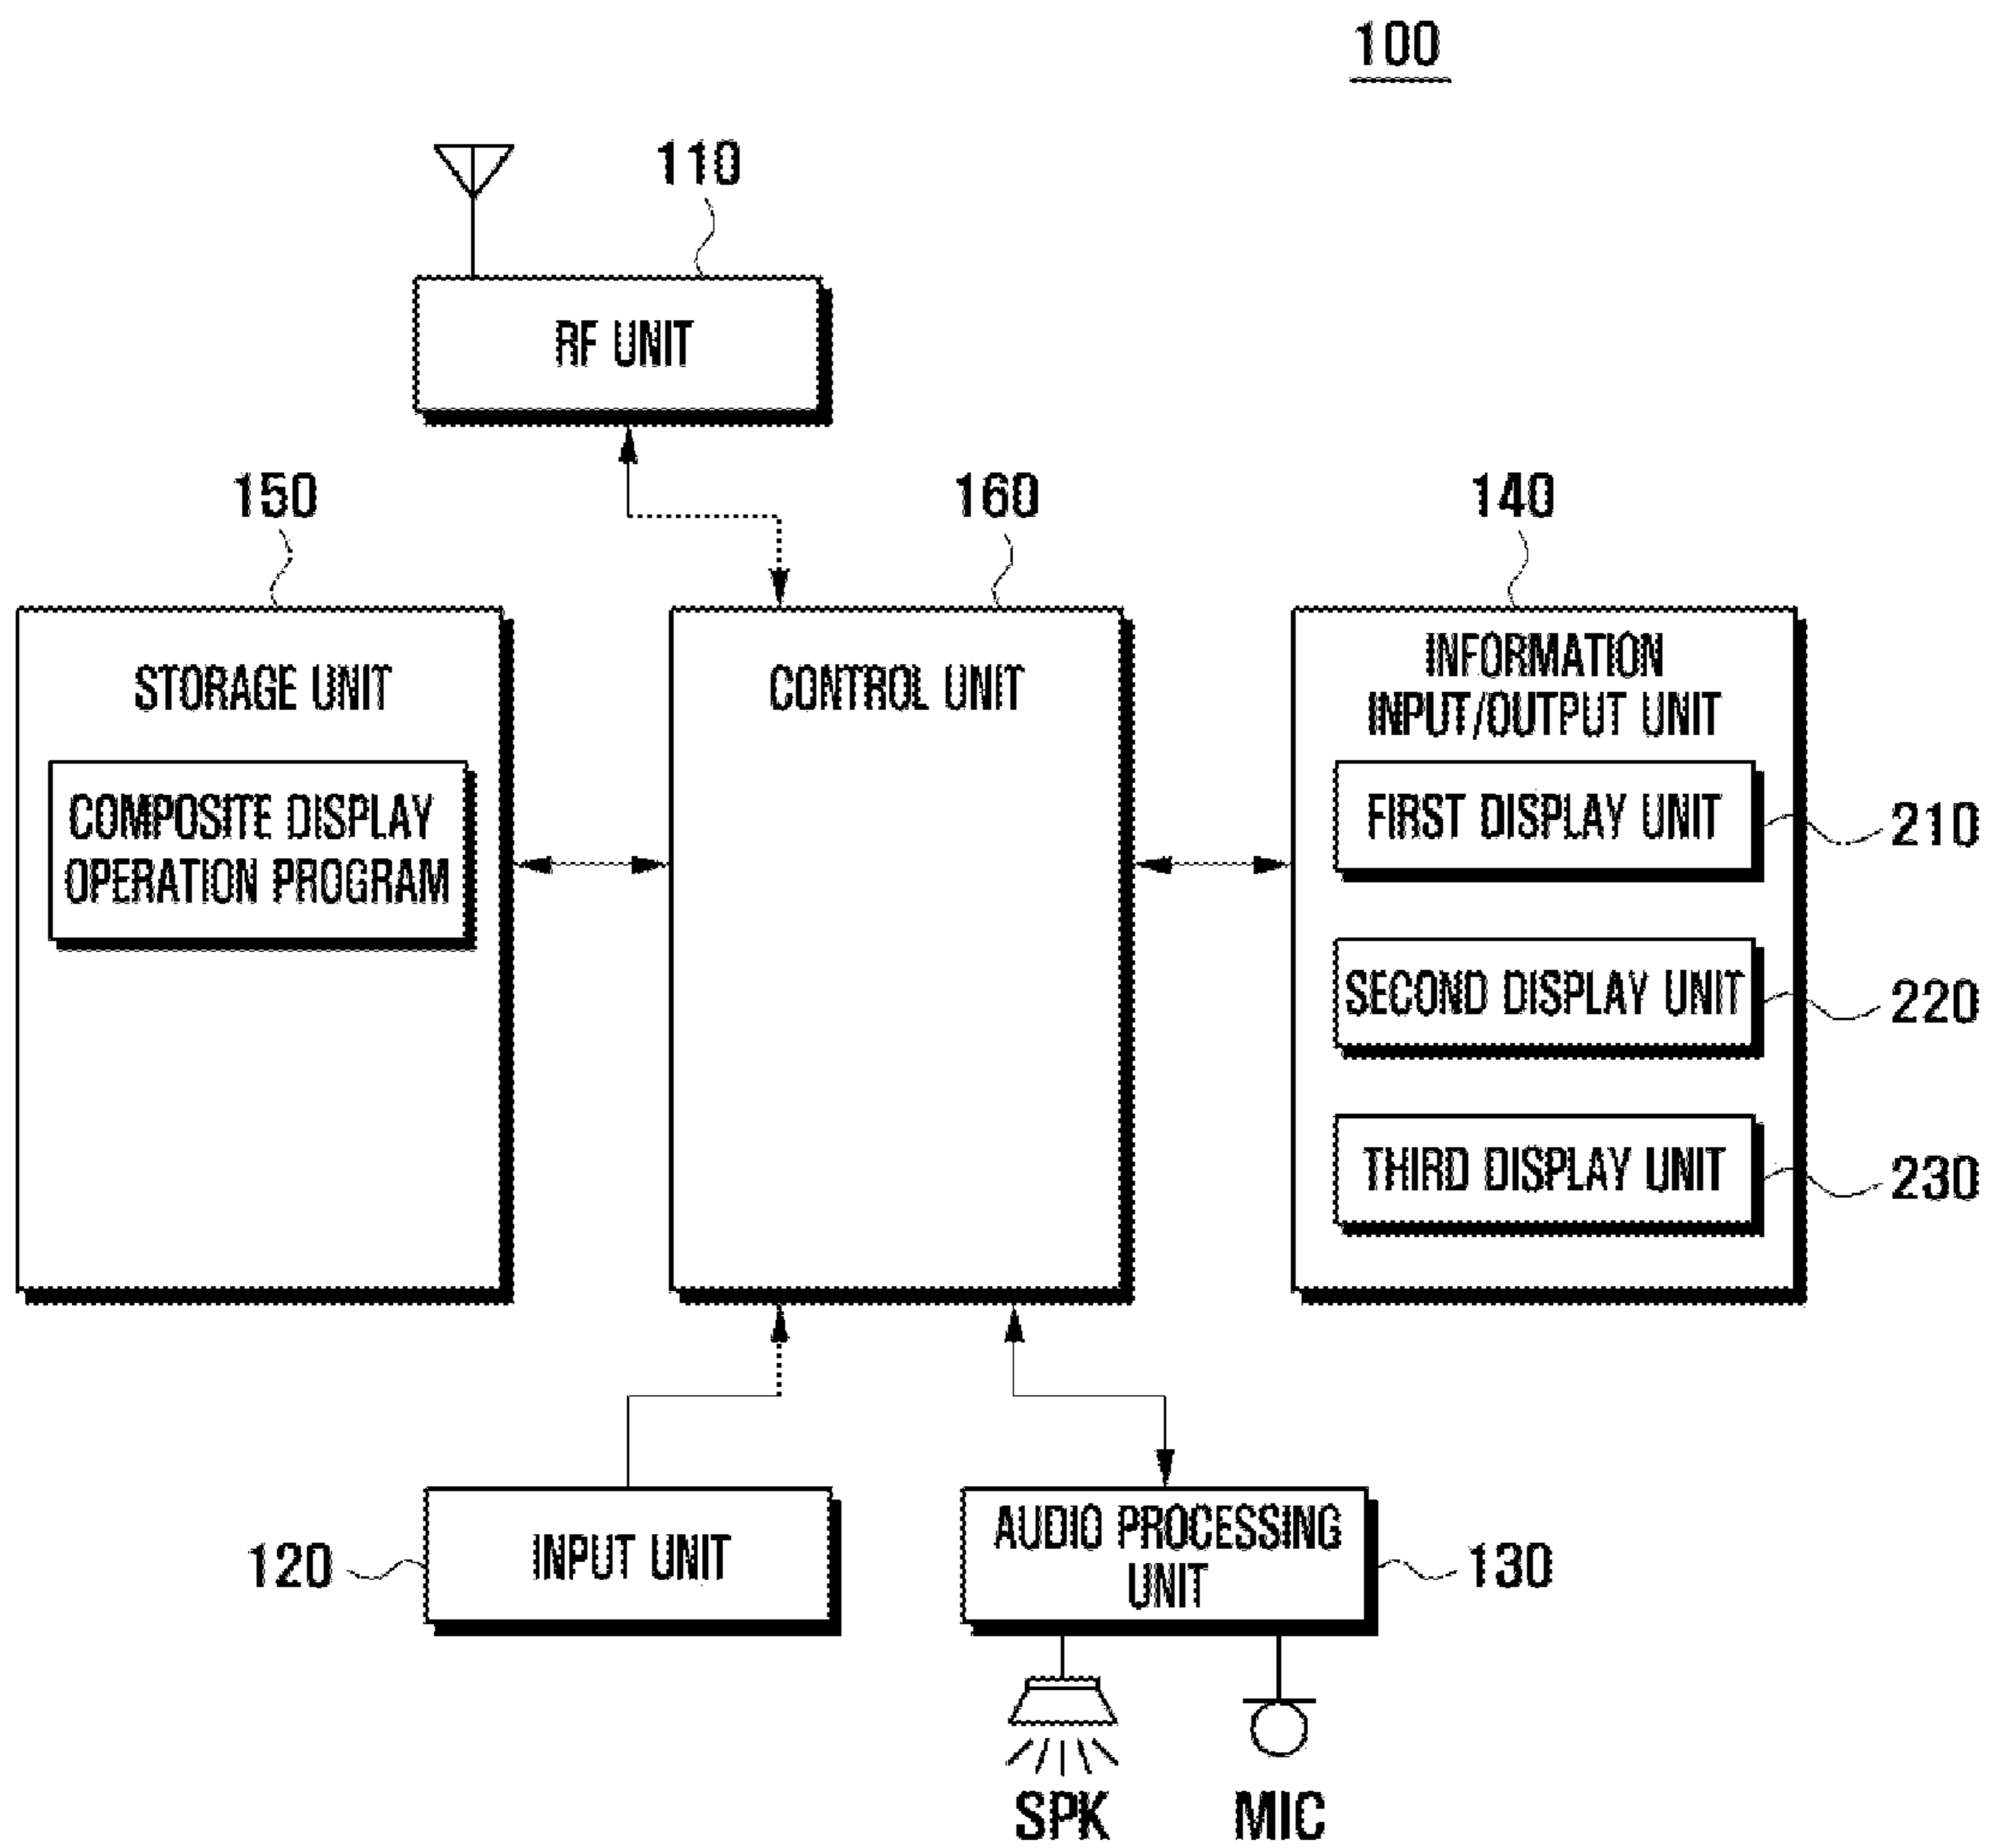 100
110
RF UNIT
150
160
140
STORAGE UNIT
COMPOSITE DISPLAY
OPERATION PROGRAM
CONTROL UNIT
INFORMATION
INPUT/OUTPUT UNIT
FIRST DISPLAY UNIT
210
SECOND DISPLAY UNIT
220
THIRD DISPLAY UNIT
230
120
INPUT UNIT
AUDIO PROCESSING
UNIT
130
SPK
MIC